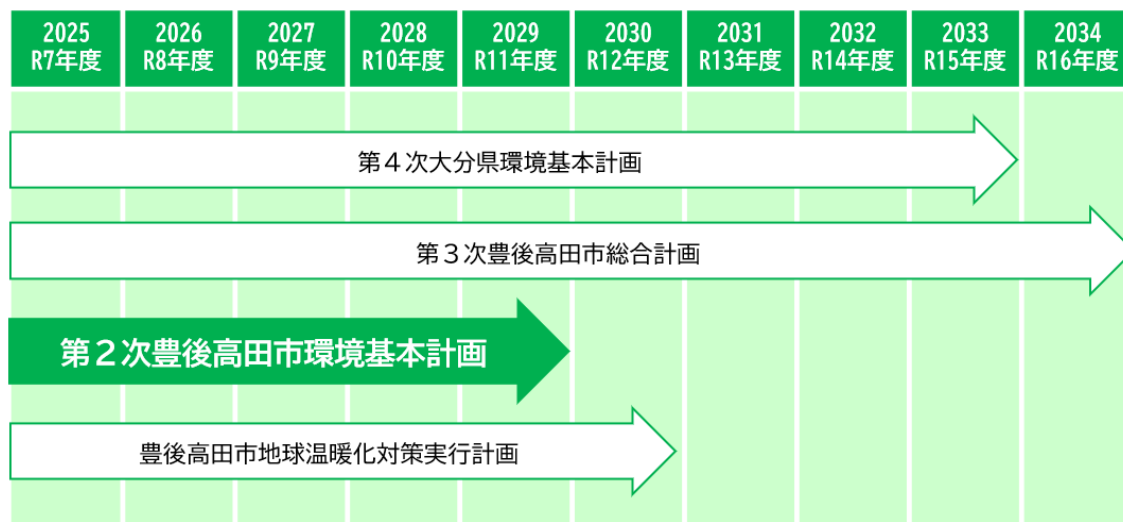 2025 2026 2027 2028 2029 2030 2031 2032 2033 2034
R7年度 R8年度 R9年度 R10年度 R11年度 R12年度 R13年度 R14年度 R15年度 R16年度
第４次大分県環境基本計画
第３次豊後高田市総合計画
第２次豊後高田市環境基本計画
豊後高田市地球温暖化対策実行計画